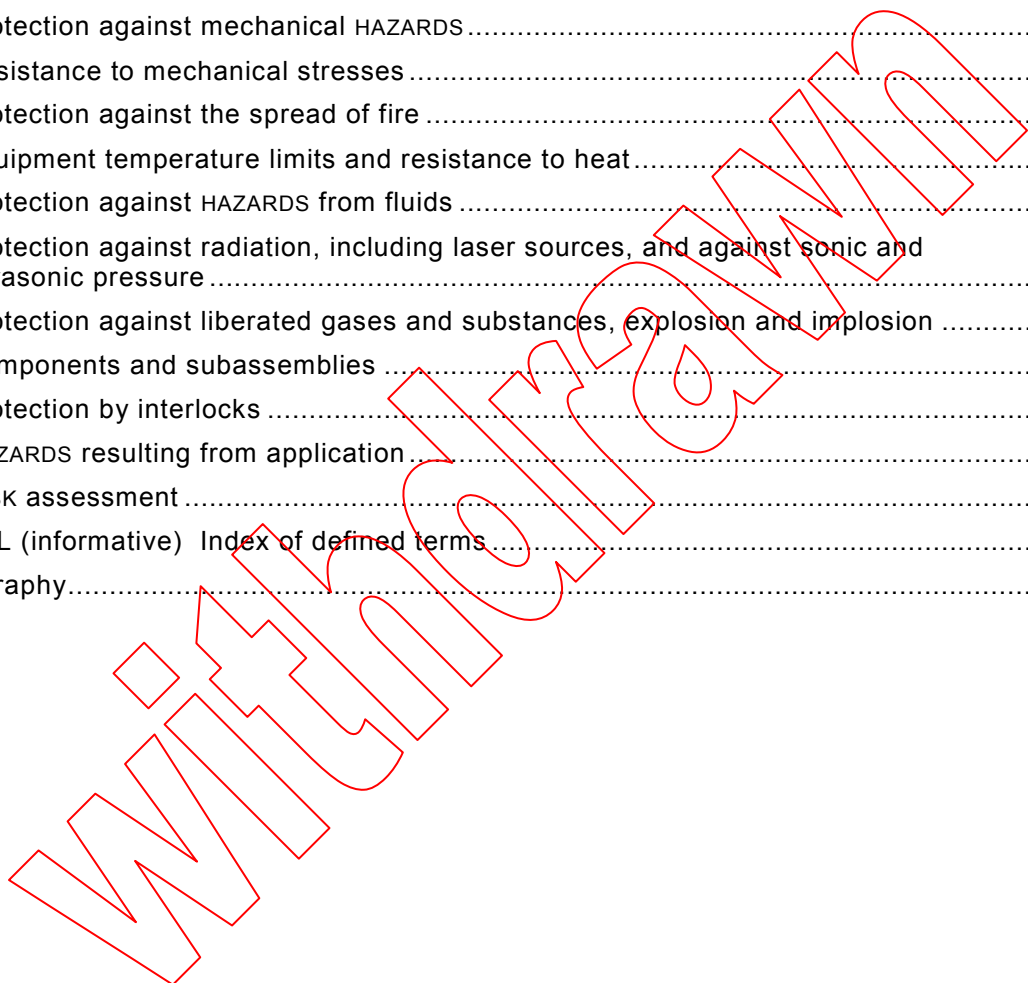 otection against mechanical HAZARDS
sistance to mechanical stresses
otection against the spread of fire
uipment temperature limits and resistance to heat
otection against HAZARDS from fluids
otection against radiation, including laser sources, and against sonic and
rasonic pressure
otection against liberated gases and substances, explosion and implosion
mponents and subassemblies
otection by interlocks
ZARDS resulting from application
SK assessment
L (informative) Index of defined terms
raphy
withdrawn